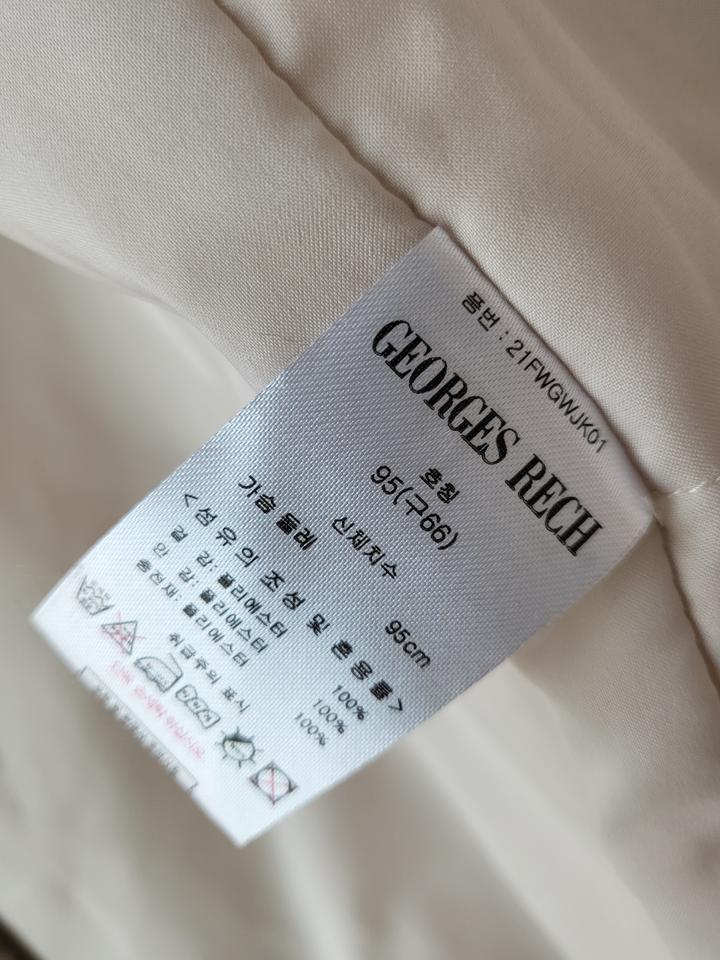 품번 : 21FWGWJK01
GEORGES RECH
호칭
95(구66)
신체치수
가슴 둘레 95cm
<섬유의 조성 및 혼용률>
겉 감: 폴리에스터 100%
안 감: 폴리에스터 100%
충전재: 폴리에스터 100%
취급주의 표시